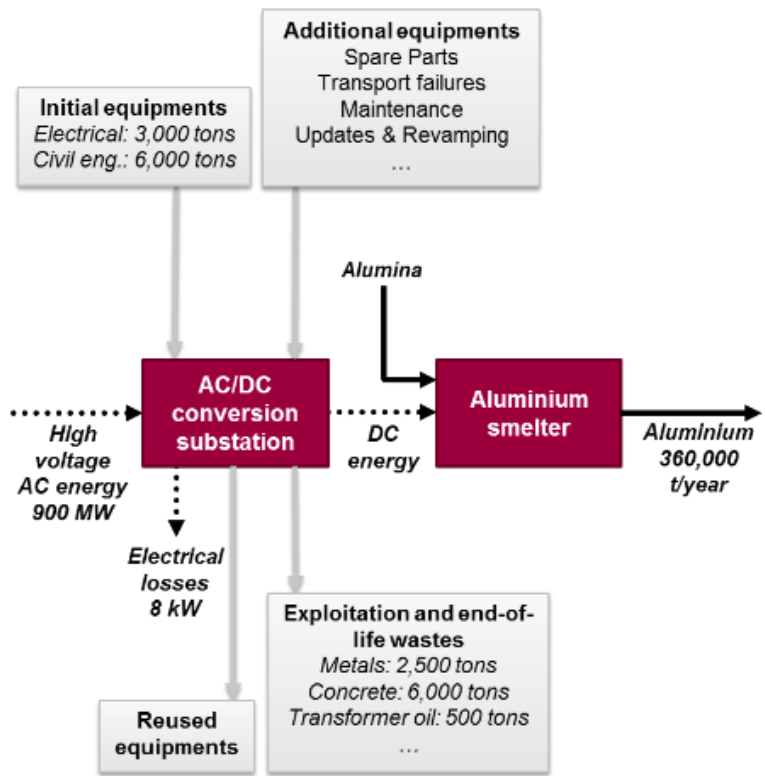 Additional equipments
Spare Parts
Transport failures
Maintenance
Updates & Revamping
...
Initial equipments
Electrical: 3,000 tons
Civil eng.: 6,000 tons
Alumina
AC/DC
conversion
substation
Aluminium
smelter
High
voltage
AC energy
900 MW
DC
energy
Aluminium
360,000
t/year
Electrical
losses
8 kW
Exploitation and end-of-
life wastes
Metals: 2,500 tons
Concrete: 6,000 tons
Transformer oil: 500 tons
...
Reused
equipments